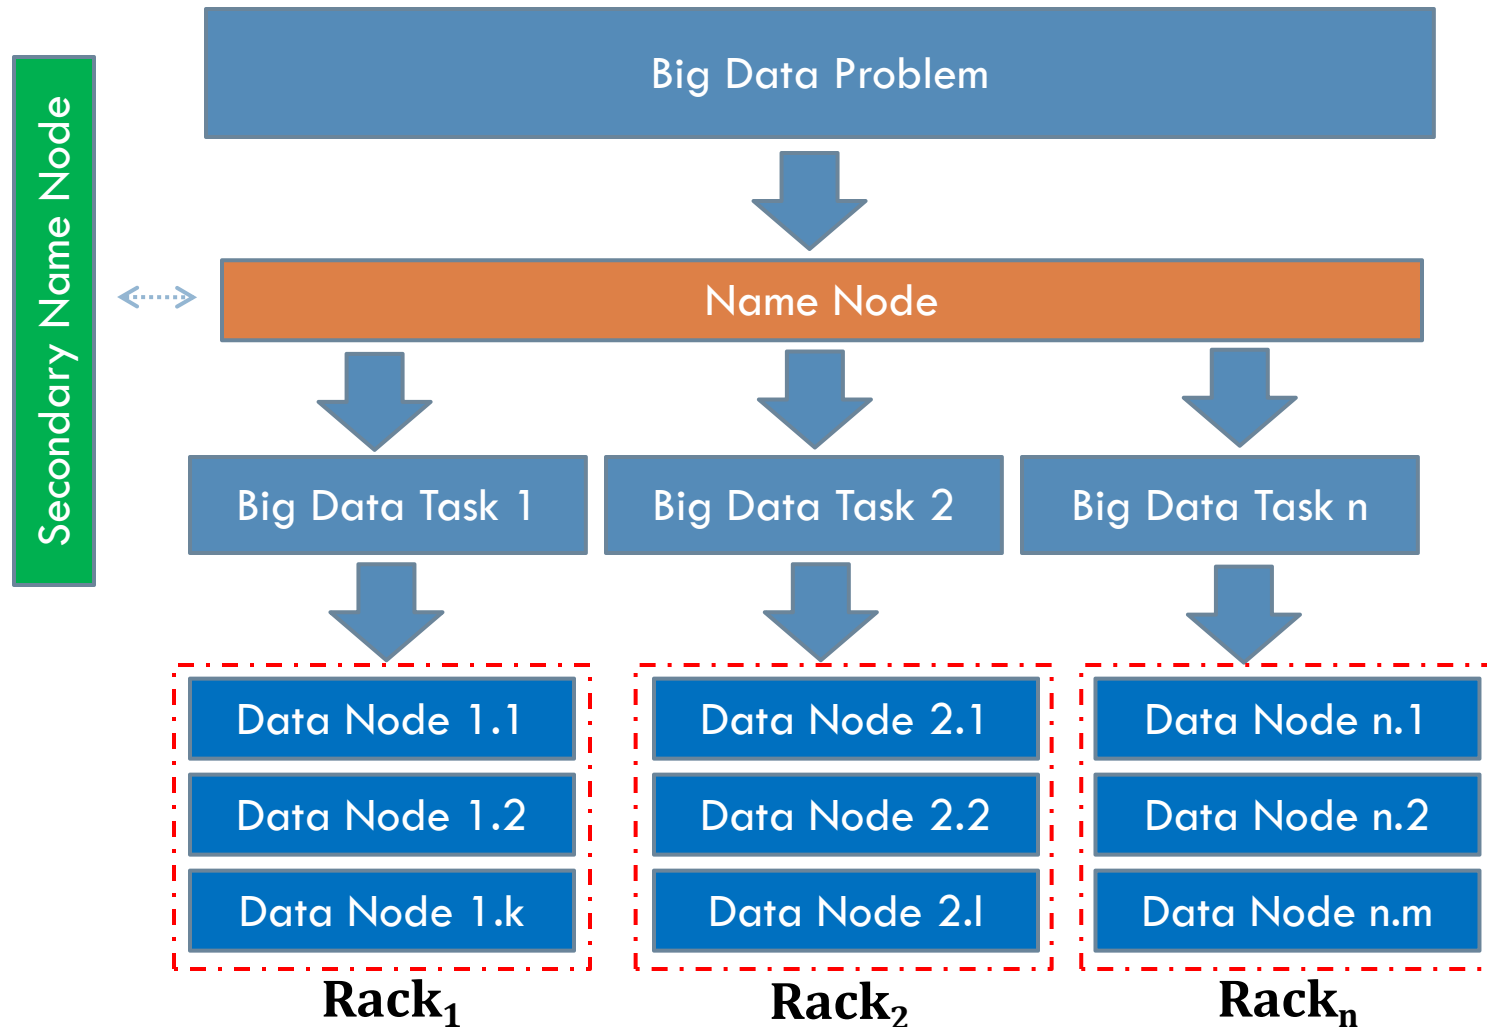 Big Data Problem
Secondary Name Node
Name Node
Big Data Task 1
Big Data Task 2
Big Data Task n
Data Node 1.1
Data Node 2.1
Data Node n.1
Data Node 1.2
Data Node 2.2
Data Node n.2
Data Node 1.k
Data Node 2.l
Data Node n.m
Rack₁
Rack₂
Rackₙ